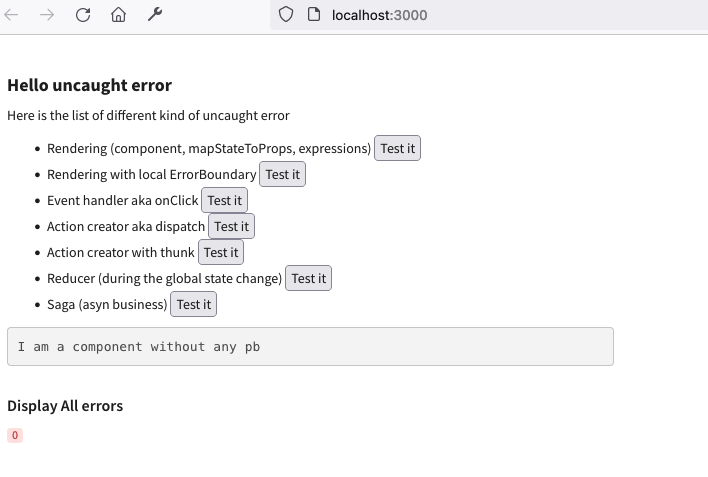 localhost:3000
Hello uncaught error
Here is the list of different kind of uncaught error
Rendering (component, mapStateToProps, expressions) Test it
Rendering with local ErrorBoundary Test it
Event handler aka onClick Test it
Action creator aka dispatch Test it
Action creator with thunk Test it
Reducer (during the global state change) Test it
Saga (asyn business) Test it
I am a component without any pb
Display All errors
0